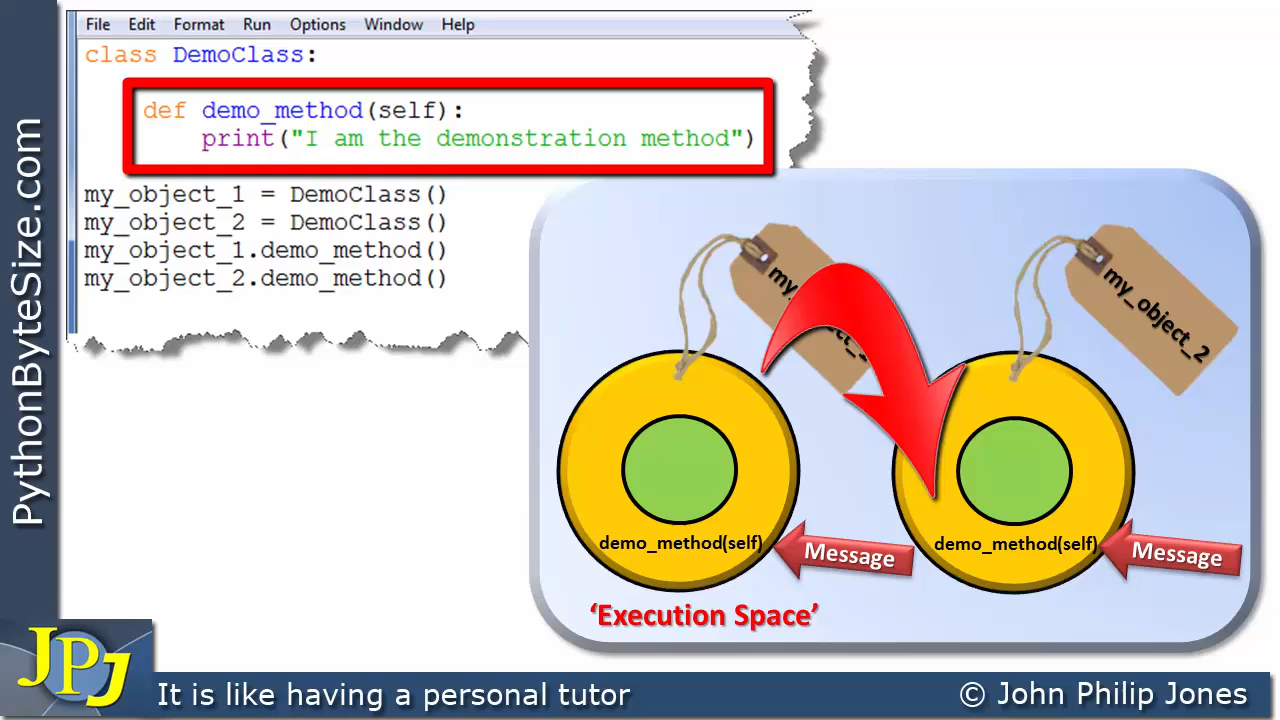 PythonByteSize.com
File Edit Format Run Options Window Help
class DemoClass:
def demo_method(self):
print("I am the demonstration method")
my_object_1 = DemoClass()
my_object_2 = DemoClass()
my_object_1.demo_method()
my_object_2.demo_method()
my_object_2
demo_method(self)
Message
demo_method(self)
Message
‘Execution Space’
JPJ
It is like having a personal tutor
© John Philip Jones